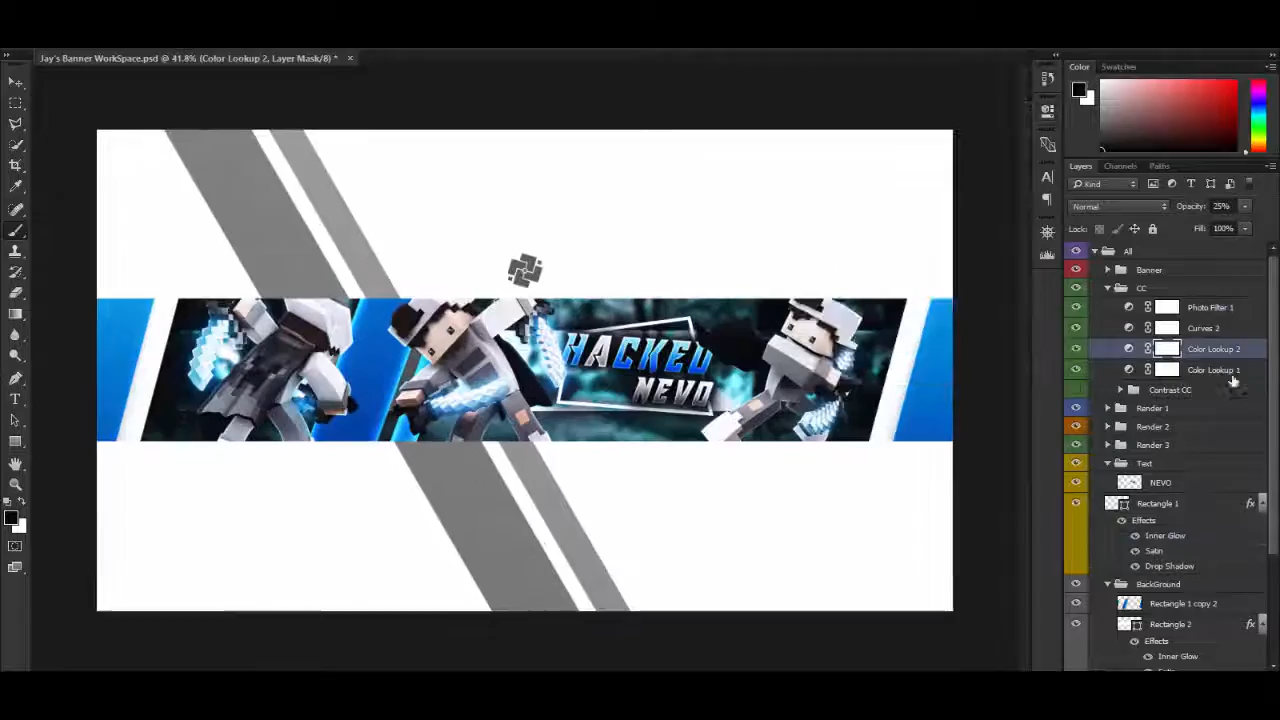 Jay's Banner WorkSpace.psd @ 41.8% (Color Lookup 2, Layer Mask/8) * ×
Color Swatches
Layers Channels Paths
Kind
Normal Opacity: 25%
Lock: Fill: 100%
All
Banner
CC
Photo Filter 1
Curves 2
Color Lookup 2
Color Lookup 1
Contrast CC
Render 1
Render 2
Render 3
Text
NEVO
Rectangle 1 fx
Effects
Inner Glow
Satin
Drop Shadow
BackGround
Rectangle 1 copy 2
Rectangle 2 fx
Effects
Inner Glow
HACKED
NEVO